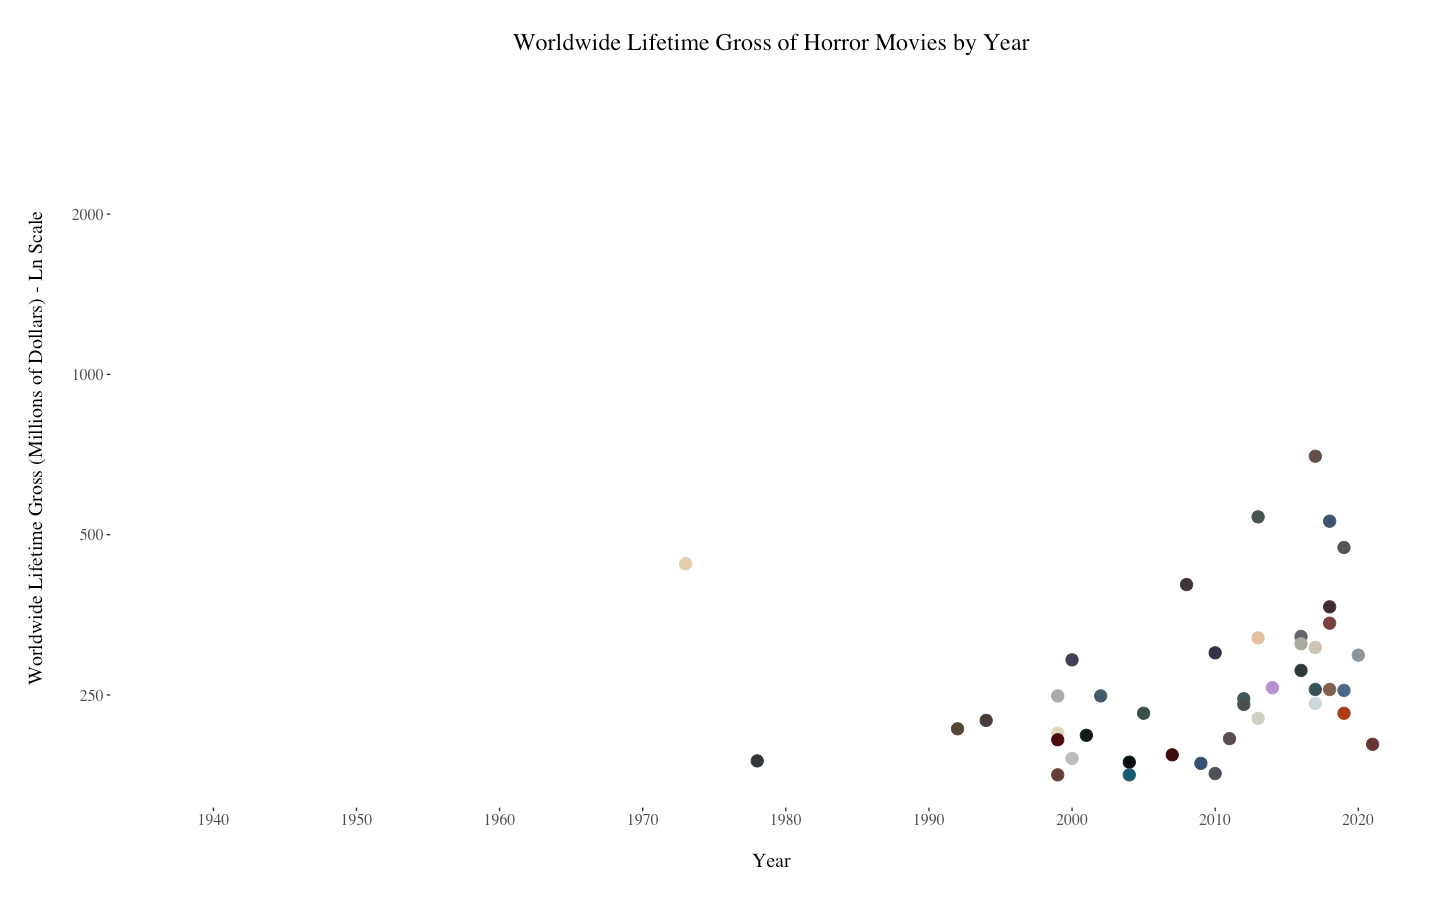 Worldwide Lifetime Gross of Horror Movies by Year
Worldwide Lifetime Gross (Millions of Dollars) - Ln Scale
2000
1000
500
250
1940 1950 1960 1970 1980 1990 2000 2010 2020
Year